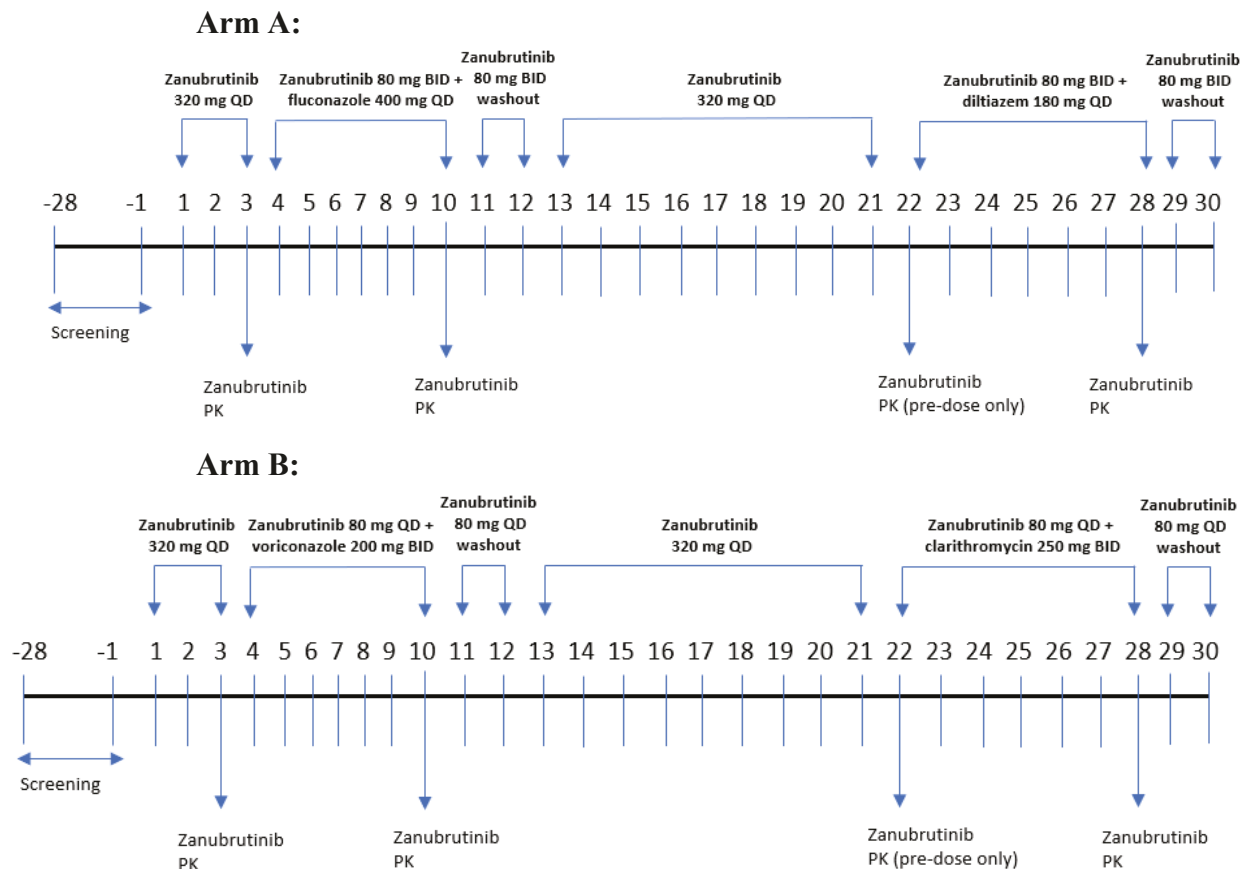 Arm A:
Zanubrutinib
320 mg QD
Zanubrutinib 80 mg BID +
fluconazole 400 mg QD
Zanubrutinib
80 mg BID
washout
Zanubrutinib
320 mg QD
Zanubrutinib 80 mg BID +
diltiazem 180 mg QD
Zanubrutinib
80 mg BID
washout
-28 -1 1 2 3 4 5 6 7 8 9 10 11 12 13 14 15 16 17 18 19 20 21 22 23 24 25 26 27 28 29 30
Screening
Zanubrutinib
PK
Zanubrutinib
PK
Zanubrutinib
PK (pre-dose only)
Zanubrutinib
PK
Arm B:
Zanubrutinib
320 mg QD
Zanubrutinib 80 mg QD +
voriconazole 200 mg BID
Zanubrutinib
80 mg QD
washout
Zanubrutinib
320 mg QD
Zanubrutinib 80 mg QD +
clarithromycin 250 mg BID
Zanubrutinib
80 mg QD
washout
-28 -1 1 2 3 4 5 6 7 8 9 10 11 12 13 14 15 16 17 18 19 20 21 22 23 24 25 26 27 28 29 30
Screening
Zanubrutinib
PK
Zanubrutinib
PK
Zanubrutinib
PK (pre-dose only)
Zanubrutinib
PK